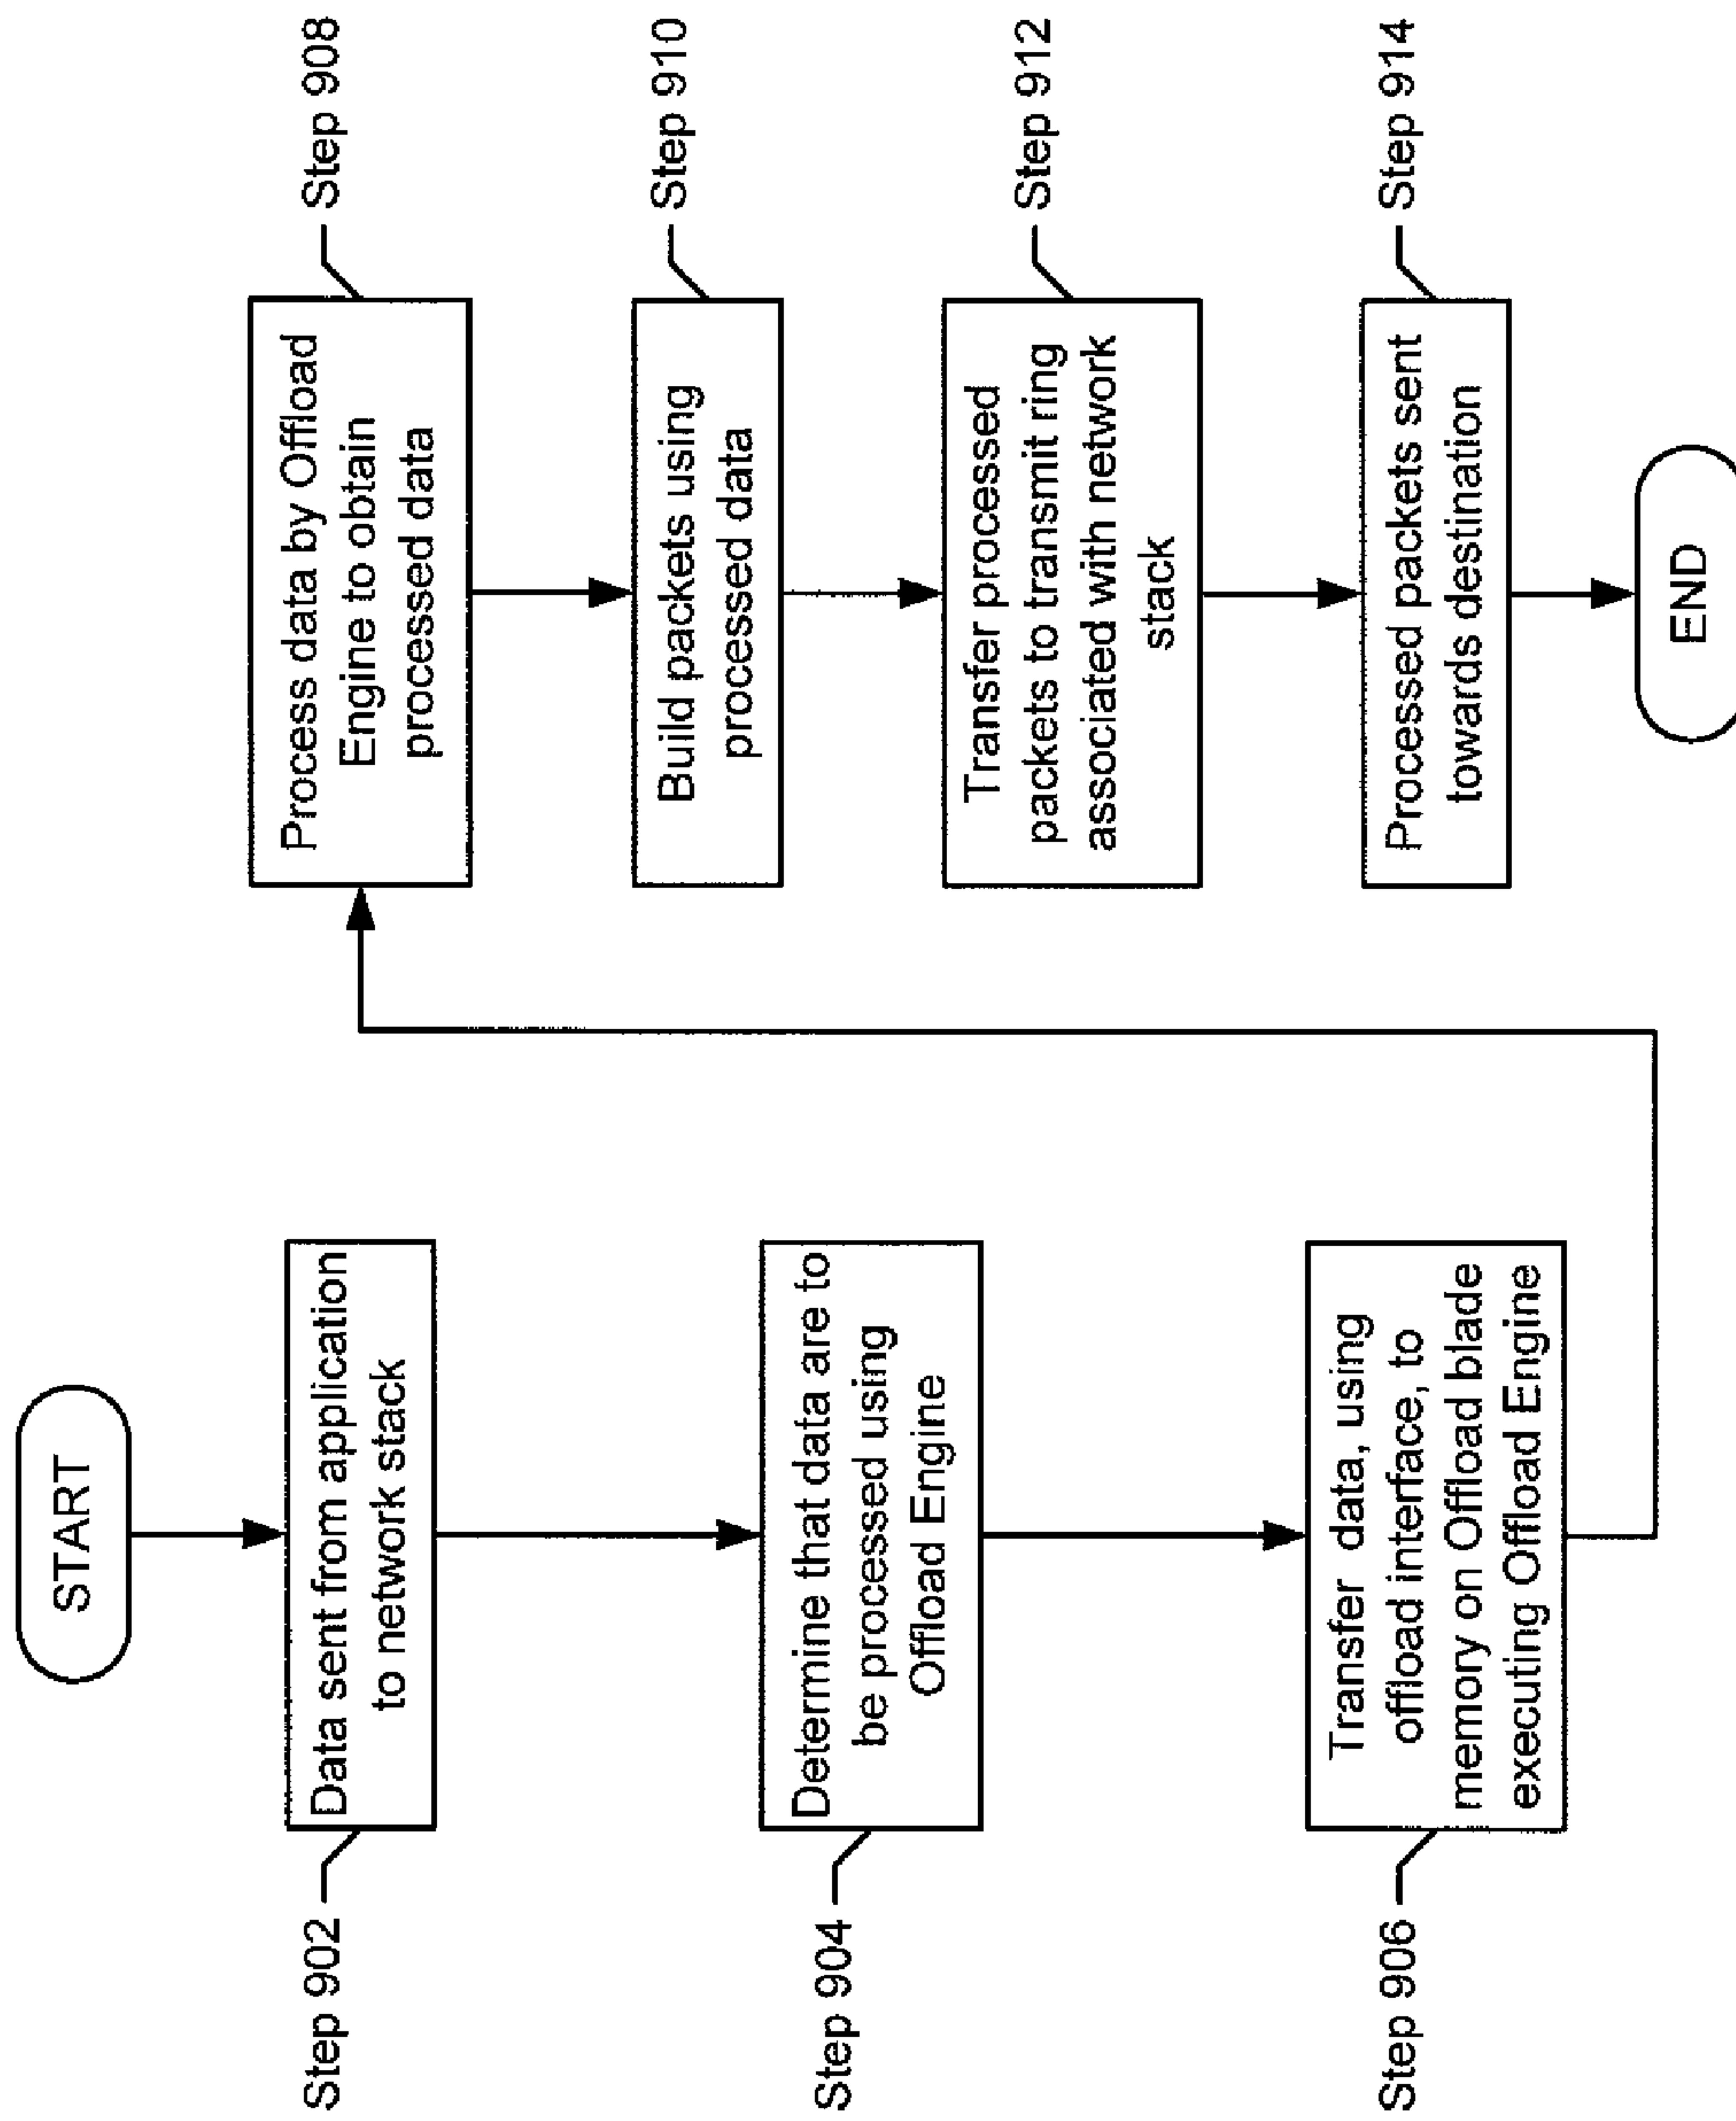 START
Step 902
Data sent from application
to network stack
Step 904
Determine that data are to
be processed using
Offload Engine
Step 906
Transfer data, using
offload interface, to
memory on Offload blade
executing Offload Engine
Step 908
Process data by Offload
Engine to obtain
processed data
Step 910
Build packets using
processed data
Step 912
Transfer processed
packets to transmit ring
associated with network
stack
Step 914
Processed packets sent
towards destination
END